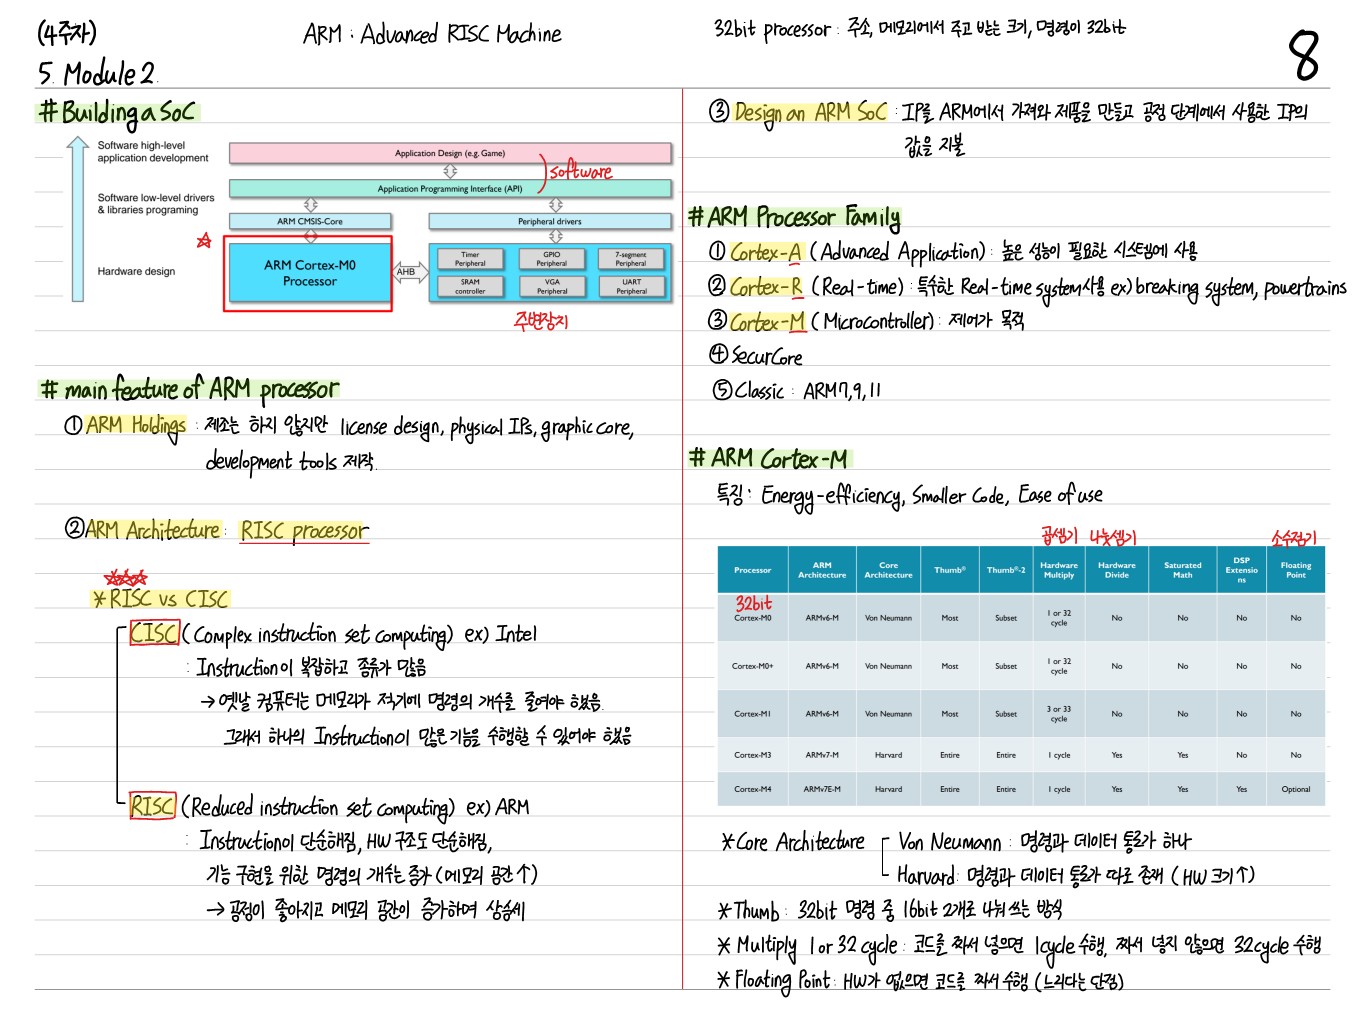 (4주차)
ARM : Advanced RISC Machine
32bit processor : 주소, 메모리에서 주고 받는 크기, 명령이 32bit
8
5. Module 2.
# Building a SoC
Software high-level
application development
Software low-level drivers
& libraries programing
Hardware design
Application Design (e.g. Game)
software
Application Programming Interface (API)
ARM CMSIS-Core
Peripheral drivers
ARM Cortex-M0
Processor
AHB
Timer
Peripheral
GPIO
Peripheral
7-segment
Peripheral
SRAM
controller
VGA
Peripheral
UART
Peripheral
주변장치
# main feature of ARM processor
① ARM Holdings : 제조는 하지 않지만 license design, physical IPs, graphic core,
development tools 제작.
② ARM Architecture : RISC processor
* RISC vs CISC
CISC (Complex instruction set computing) ex) Intel
: Instruction이 복잡하고 종류가 많음
→ 옛날 컴퓨터는 메모리가 적기에 명령의 개수를 줄여야 했음.
그래서 하나의 Instruction이 많은 기능을 수행할 수 있어야 했음
RISC (Reduced instruction set computing) ex) ARM
: Instruction이 단순해짐, HW 구조도 단순해짐,
기능 구현을 위한 명령의 개수는 증가 (메모리 공간↑)
→ 공정이 좋아지고 메모리 공간이 증가하며 상승세
③ Design an ARM SoC : IP를 ARM에서 가져와 제품을 만들고 공정 단계에서 사용한 IP의
값을 지불
# ARM Processor Family
① Cortex-A (Advanced Application) : 높은 성능이 필요한 시스템에 사용
② Cortex-R (Real-time) : 특수한 Real-time system 사용 ex) breaking system, powertrains
③ Cortex-M (Microcontroller) : 제어가 목적
④ SecurCore
⑤ Classic : ARM7, 9, 11
# ARM Cortex-M
특징 : Energy-efficiency, Smaller Code, Ease of use
곱셈기 나눗셈기 소수점기
Processor ARM Architecture Core Architecture Thumb® Thumb®-2 Hardware Multiply Hardware Divide Saturated Math DSP Extensions Floating Point
32bit
Cortex-M0 ARMv6-M Von Neumann Most Subset 1 or 32 cycle No No No No
Cortex-M0+ ARMv6-M Von Neumann Most Subset 1 or 32 cycle No No No No
Cortex-M1 ARMv6-M Von Neumann Most Subset 3 or 33 cycle No No No No
Cortex-M3 ARMv7-M Harvard Entire Entire 1 cycle Yes Yes No No
Cortex-M4 ARMv7E-M Harvard Entire Entire 1 cycle Yes Yes Yes Optional
* Core Architecture
Von Neumann : 명령과 데이터 통로가 하나
Harvard : 명령과 데이터 통로가 따로 존재 (HW 크기↑)
* Thumb : 32bit 명령 중 16bit 2개로 나눠 쓰는 방식
* Multiply 1 or 32 cycle : 코드를 짜서 넣으면 1cycle 수행, 짜서 넣지 않으면 32cycle 수행
* Floating Point : HW가 없으면 코드를 짜서 수행 (느리다는 단점)